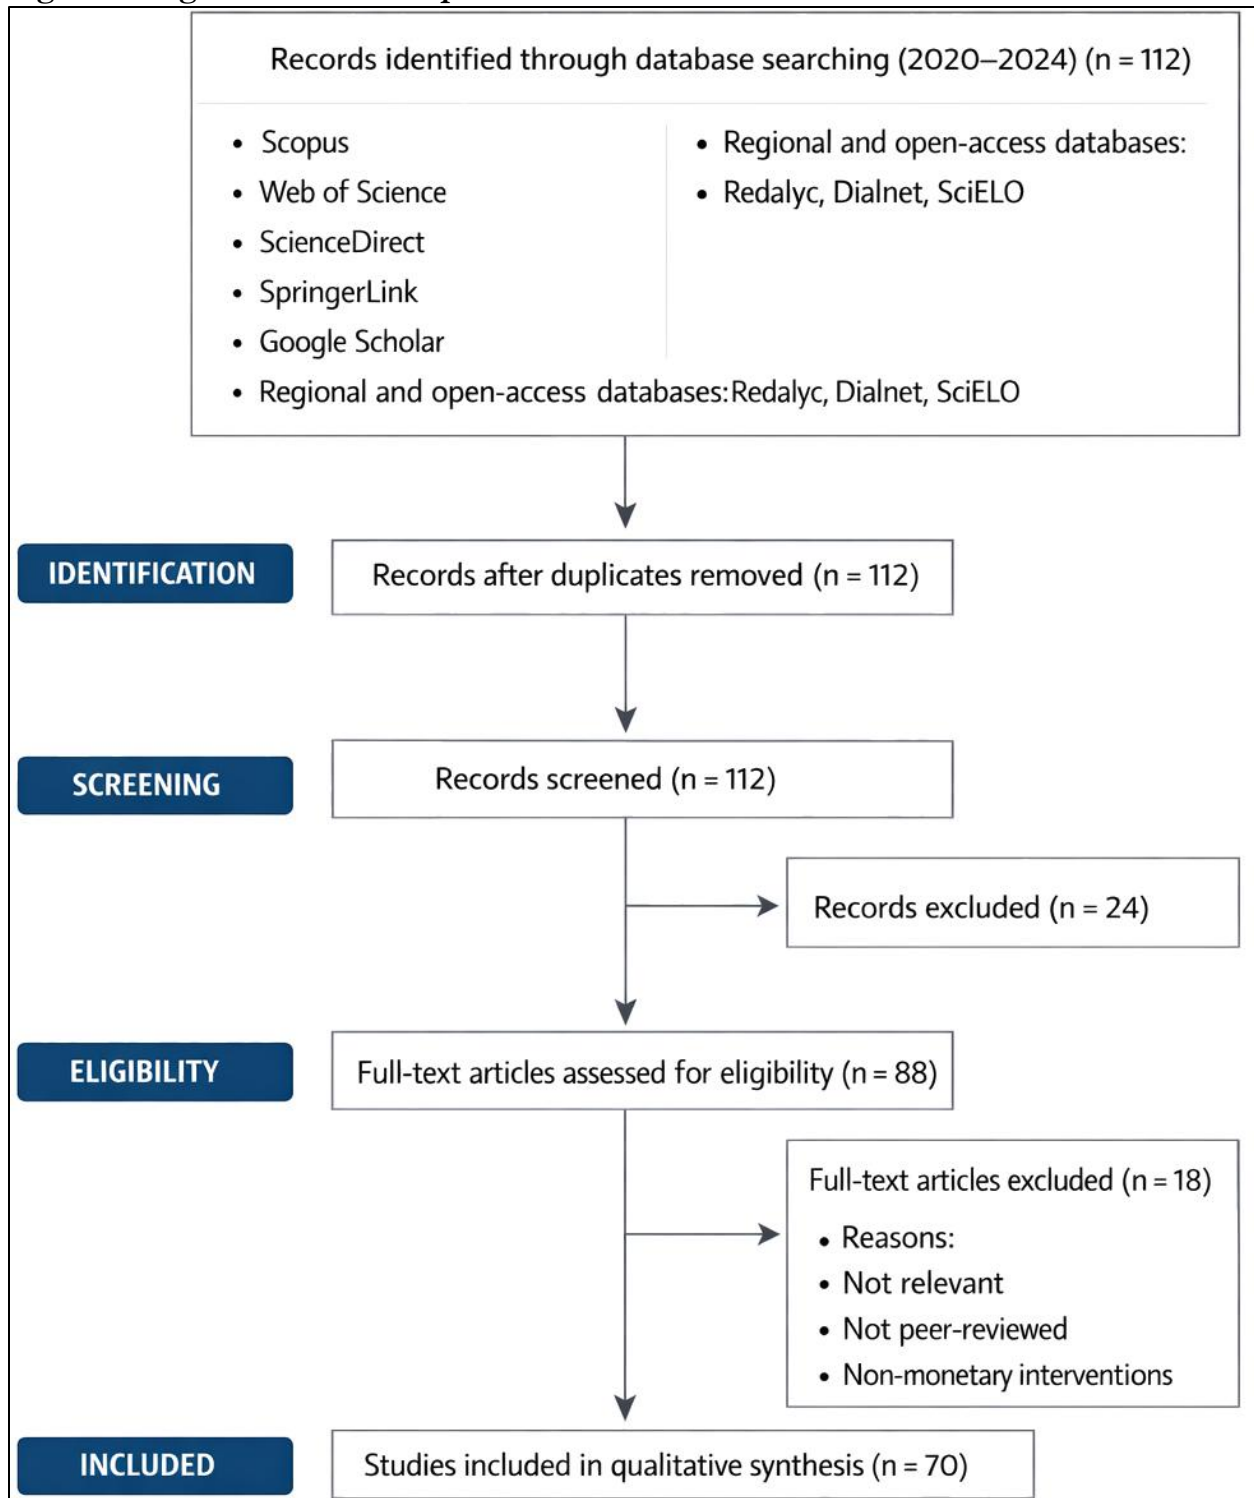 Records identified through database searching (2020–2024) (n = 112)
• Scopus
• Web of Science
• ScienceDirect
• SpringerLink
• Google Scholar
• Regional and open-access databases:
• Redalyc, Dialnet, SciELO
• Regional and open-access databases:Redalyc, Dialnet, SciELO
IDENTIFICATION
Records after duplicates removed (n = 112)
SCREENING
Records screened (n = 112)
Records excluded (n = 24)
ELIGIBILITY
Full-text articles assessed for eligibility (n = 88)
Full-text articles excluded (n = 18)
• Reasons:
• Not relevant
• Not peer-reviewed
• Non-monetary interventions
INCLUDED
Studies included in qualitative synthesis (n = 70)